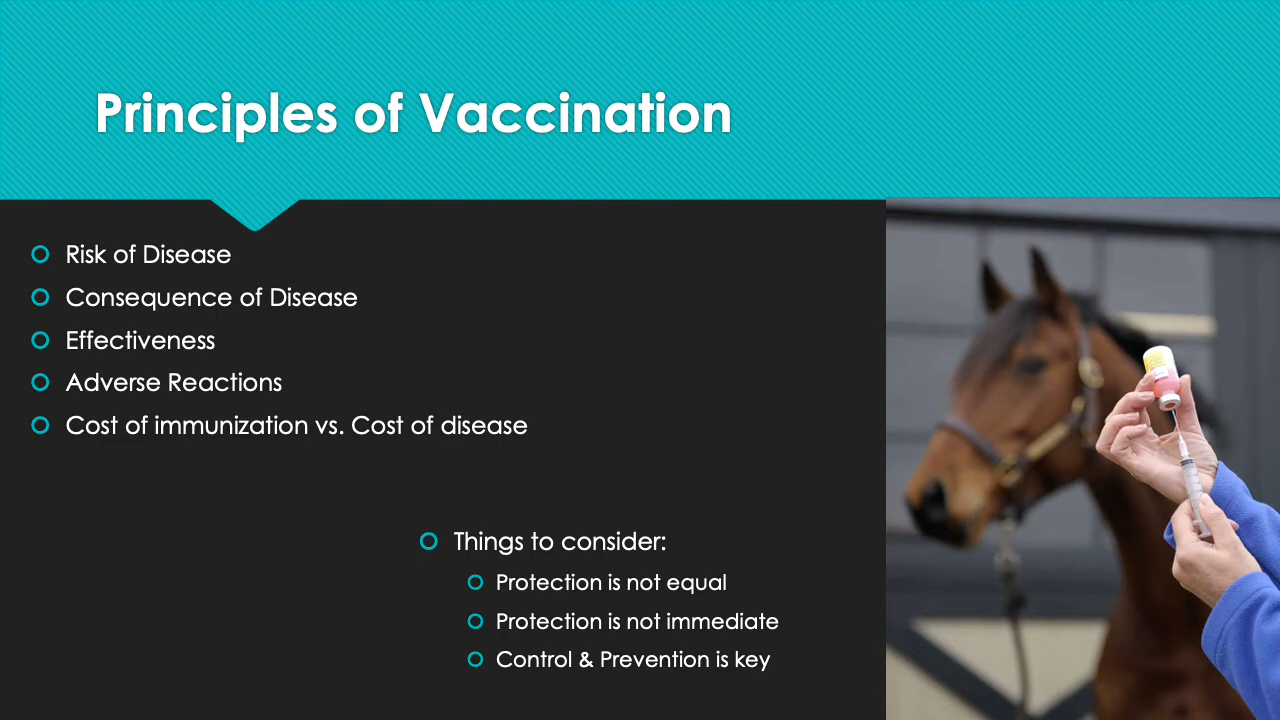 Principles of Vaccination
Risk of Disease
Consequence of Disease
Effectiveness
Adverse Reactions
Cost of immunization vs. Cost of disease
Things to consider:
Protection is not equal
Protection is not immediate
Control & Prevention is key